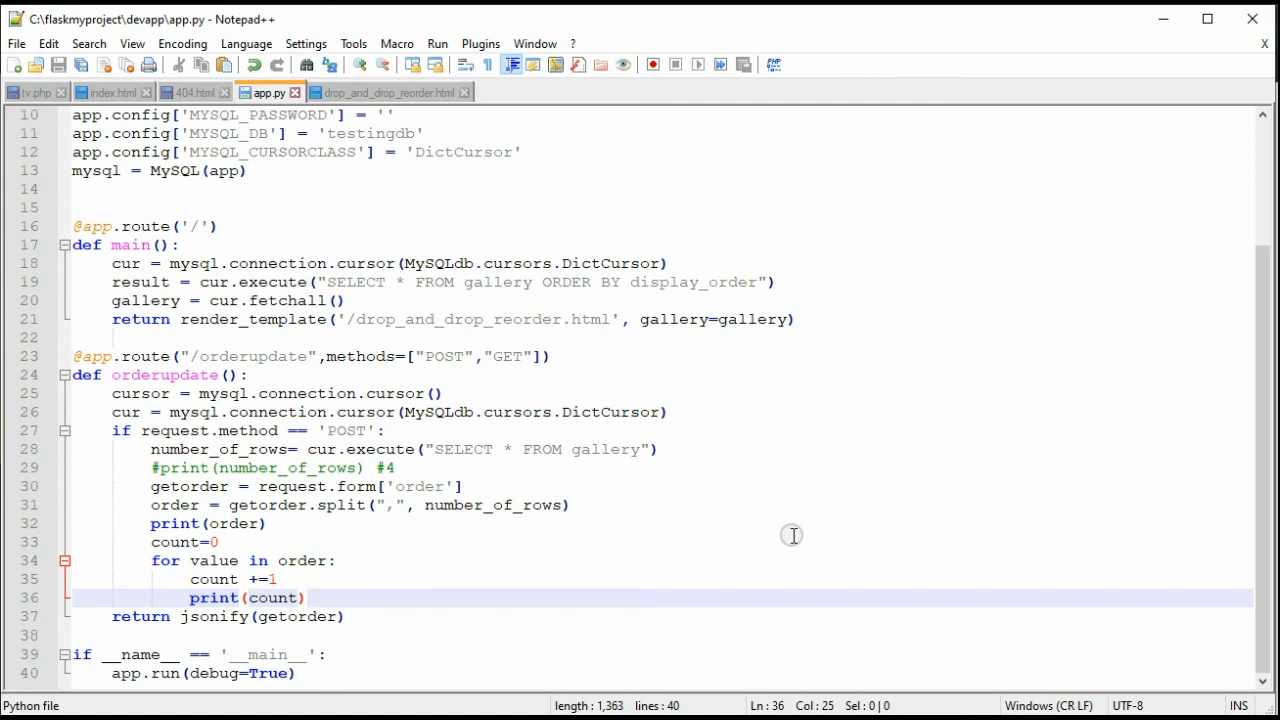 C:\flaskmyproject\devapp\app.py - Notepad++
File Edit Search View Encoding Language Settings Tools Macro Run Plugins Window ? X
tv.php index.html 404.html app.py drop_and_drop_reorder.html
10 app.config['MYSQL_PASSWORD'] = ''
11 app.config['MYSQL_DB'] = 'testingdb'
12 app.config['MYSQL_CURSORCLASS'] = 'DictCursor'
13 mysql = MySQL(app)
14
15
16 @app.route('/')
17 def main():
18 cur = mysql.connection.cursor(MySQLdb.cursors.DictCursor)
19 result = cur.execute("SELECT * FROM gallery ORDER BY display_order")
20 gallery = cur.fetchall()
21 return render_template('/drop_and_drop_reorder.html', gallery=gallery)
22
23 @app.route("/orderupdate",methods=["POST","GET"])
24 def orderupdate():
25 cursor = mysql.connection.cursor()
26 cur = mysql.connection.cursor(MySQLdb.cursors.DictCursor)
27 if request.method == 'POST':
28 number_of_rows= cur.execute("SELECT * FROM gallery")
29 #print(number_of_rows) #4
30 getorder = request.form['order']
31 order = getorder.split(",", number_of_rows)
32 print(order)
33 count=0
34 for value in order:
35 count +=1
36 print(count)
37 return jsonify(getorder)
38
39 if __name__ == '__main__':
40 app.run(debug=True)
Python file length : 1,363 lines : 40 Ln : 36 Col : 25 Sel : 0 | 0 Windows (CR LF) UTF-8 INS